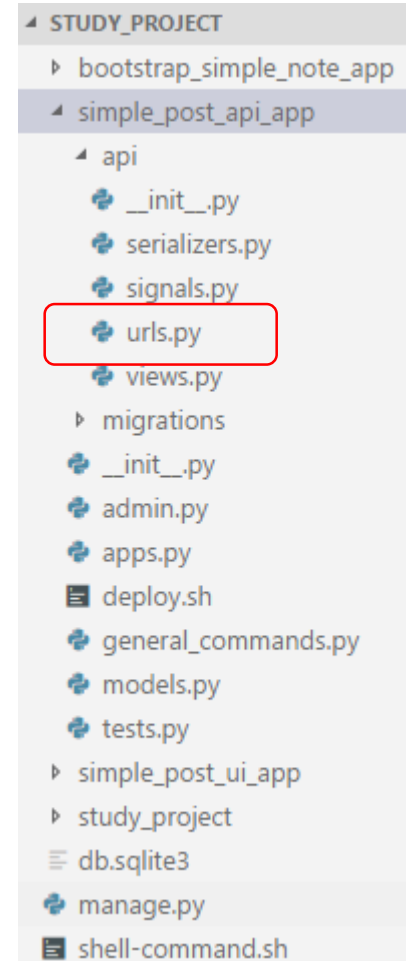 STUDY_PROJECT
bootstrap_simple_note_app
simple_post_api_app
api
__init__.py
serializers.py
signals.py
urls.py
views.py
migrations
__init__.py
admin.py
apps.py
deploy.sh
general_commands.py
models.py
tests.py
simple_post_ui_app
study_project
db.sqlite3
manage.py
shell-command.sh